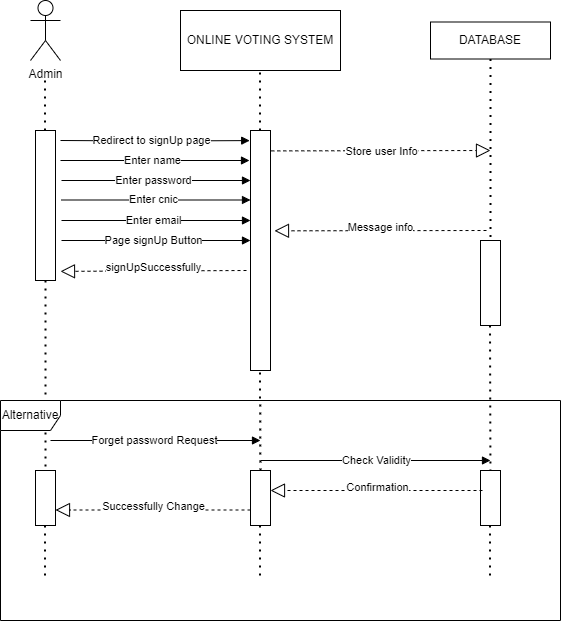 ONLINE VOTING SYSTEM
DATABASE
Admin
Redirect to signUp page
Store user Info
Enter name
Enter password
Enter cnic
Enter email
Message info
Page signUp Button
signUpSuccessfully
Alternative
Forget password Request
Check Validity
Confirmation
Successfully Change